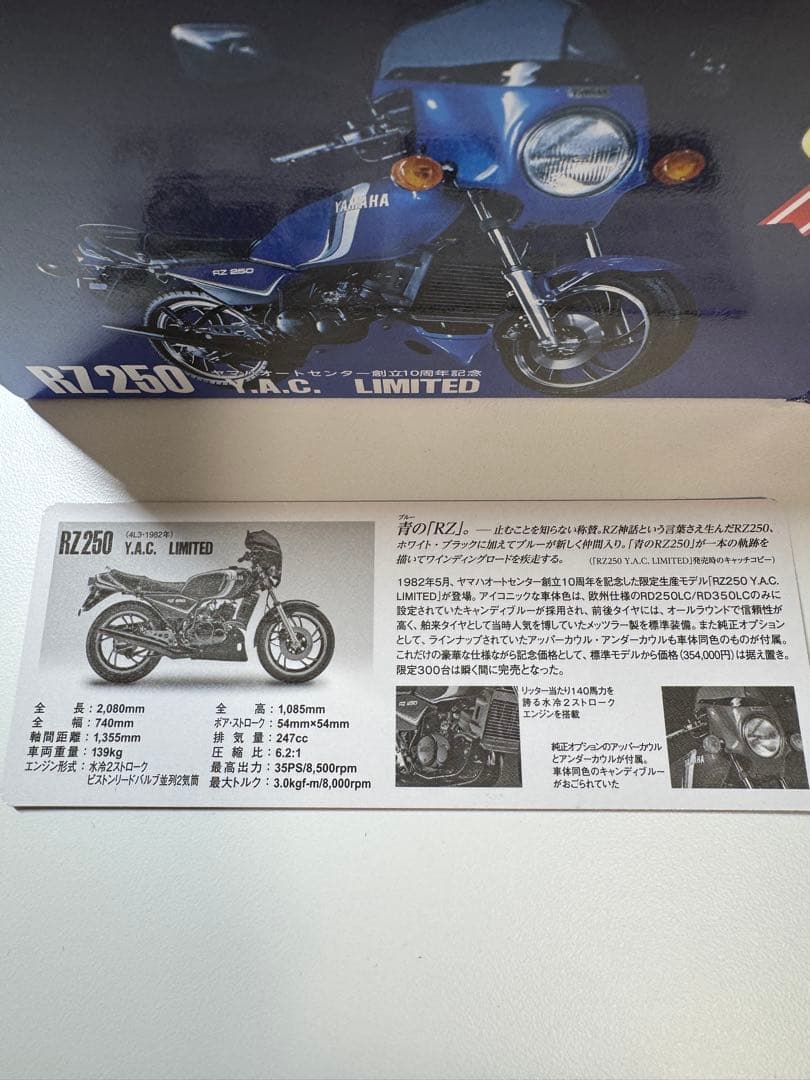 YAMAHA
YAMAHA
RZ 250
ヤマハオートセンター創立10周年記念
RZ250 Y.A.C. LIMITED
RZ250 (4L3・1982年)
Y.A.C. LIMITED
全長：2,080mm
全幅：740mm
軸間距離：1,355mm
車両重量：139kg
エンジン形式：水冷2ストローク
ピストンリードバルブ並列2気筒
全高：1,085mm
ボア・ストローク：54mm×54mm
排気量：247cc
圧縮比：6.2:1
最高出力：35PS/8,500rpm
最大トルク：3.0kgf-m/8,000rpm
ブルー
青の「RZ」。── 止むことを知らない称賛。RZ神話という言葉さえ生んだRZ250、
ホワイト・ブラックに加えてブルーが新しく仲間入り。「青のRZ250」が一本の軌跡を
描いてワインディングロードを疾走する。（「RZ250 Y.A.C. LIMITED」発売時のキャッチコピー）
1982年5月、ヤマハオートセンター創立10周年を記念した限定生産モデル「RZ250 Y.A.C.
LIMITED」が登場。アイコニックな車体色は、欧州仕様のRD250LC/RD350LCのみに
設定されていたキャンディブルーが採用され、前後タイヤには、オールラウンドで信頼性が
高く、舶来タイヤとして当時人気を博していたメッツラー製を標準装備。また純正オプション
として、ラインナップされていたアッパーカウル・アンダーカウルも車体同色のものが付属。
これだけの豪華な仕様ながら記念価格として、標準モデルから価格（354,000円）は据え置き。
限定300台は瞬く間に完売となった。
リッター当たり140馬力を
誇る水冷2ストローク
エンジンを搭載
純正オプションのアッパーカウル
とアンダーカウルが付属。
車体同色のキャンディブルー
がおごられていた